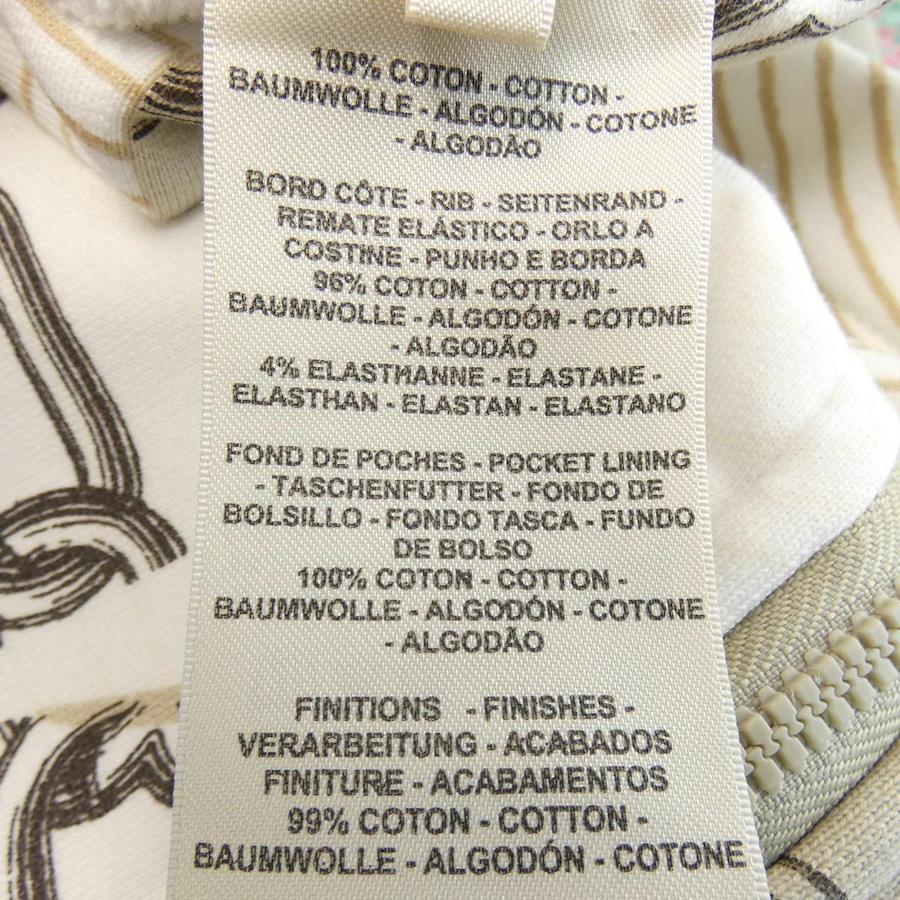 100% COTON - COTTON -
BAUMWOLLE - ALGODÓN - COTONE
- ALGODÃO
BORD CÔTE - RIB - SEITENRAND -
REMATE ELÁSTICO - ORLO A
COSTINE - PUNHO E BORDA
96% COTON - COTTON -
BAUMWOLLE - ALGODÓN - COTONE
- ALGODÃO
4% ELASTHANNE - ELASTANE -
ELASTHAN - ELASTAN - ELASTANO
FOND DE POCHES - POCKET LINING
- TASCHENFUTTER - FONDO DE
BOLSILLO - FONDO TASCA - FUNDO
DE BOLSO
100% COTON - COTTON -
BAUMWOLLE - ALGODÓN - COTONE
- ALGODÃO
FINITIONS - FINISHES -
VERARBEITUNG - ACABADOS
FINITURE - ACABAMENTOS
99% COTON - COTTON -
BAUMWOLLE - ALGODÓN - COTONE